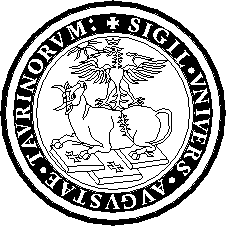 ✠ SIGIL · VNIVERS · AVGVSTAE · TAVRINORVM: